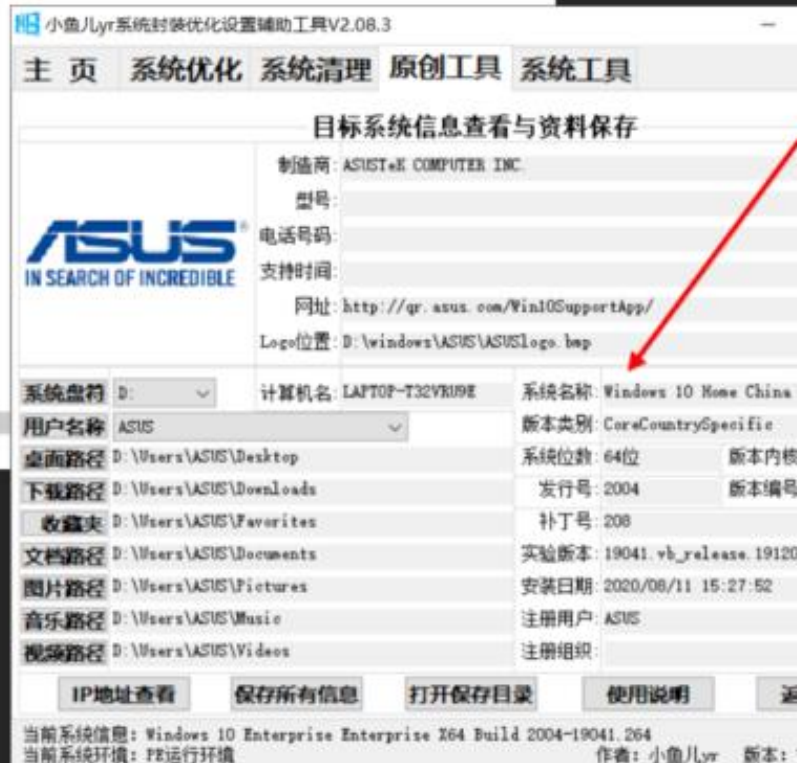 小鱼儿yr系统封装优化设置辅助工具V2.08.3
主 页 系统优化 系统清理 原创工具 系统工具
目标系统信息查看与资料保存
制造商: ASUSTeK COMPUTER INC.
型号:
ASUS
IN SEARCH OF INCREDIBLE
电话号码:
支持时间:
网址: http://qr.asus.com/Win10SupportApp/
Logo位置: D:\windows\ASUS\ASUSlogo.bmp
系统盘符 D: 计算机名: LAPTOP-T32VRU9E 系统名称: Windows 10 Home China
用户名称 ASUS 版本类别: CoreCountrySpecific
桌面路径 D:\Users\ASUS\Desktop 系统位数: 64位 版本内核
下载路径 D:\Users\ASUS\Downloads 发行号: 2004 版本编号
收藏夹 D:\Users\ASUS\Favorites 补丁号: 208
文档路径 D:\Users\ASUS\Documents 实验版本: 19041.vb_release.19120
图片路径 D:\Users\ASUS\Pictures 安装日期: 2020/08/11 15:27:52
音乐路径 D:\Users\ASUS\Music 注册用户: ASUS
视频路径 D:\Users\ASUS\Videos 注册组织:
IP地址查看 保存所有信息 打开保存目录 使用说明
当前系统信息: Windows 10 Enterprise Enterprise X64 Build 2004-19041.264
当前系统环境: PE运行环境 作者: 小鱼儿yr 版本: